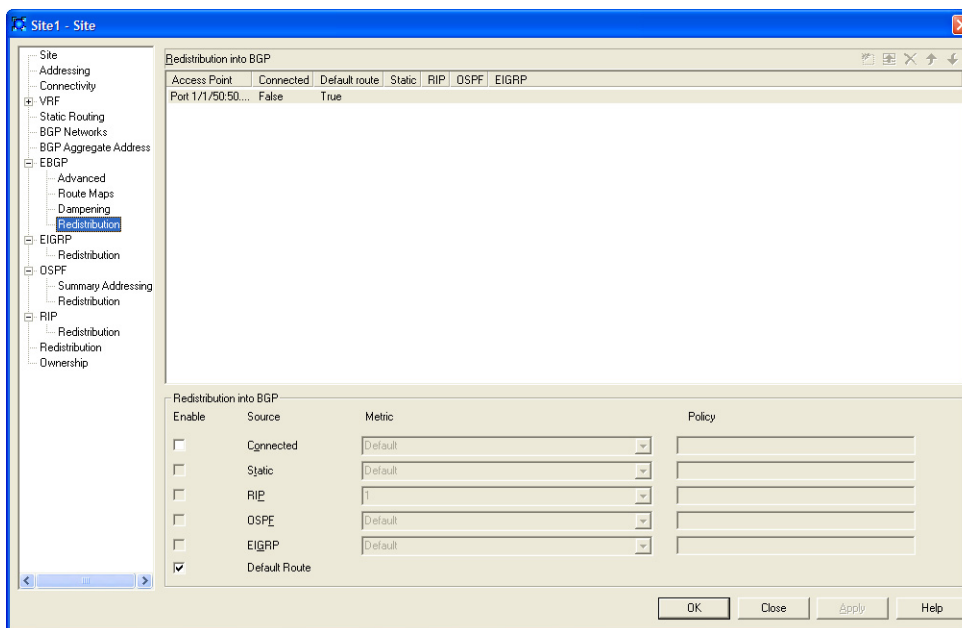 Site1 - Site
Site
Addressing
Connectivity
VRF
Static Routing
BGP Networks
BGP Aggregate Address
EBGP
Advanced
Route Maps
Dampening
Redistribution
EIGRP
Redistribution
OSPF
Summary Addressing
Redistribution
RIP
Redistribution
Redistribution
Ownership
Redistribution into BGP
Access Point Connected Default route Static RIP OSPF EIGRP
Port 1/1/50:50.... False True
Redistribution into BGP
Enable Source Metric Policy
Connected Default
Static Default
RIP 1
OSPF Default
EIGRP Default
Default Route
OK Close Apply Help